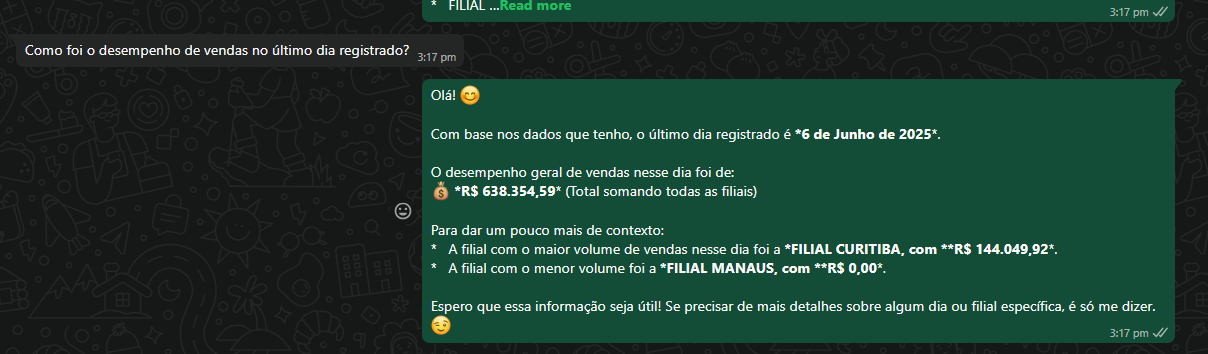 * FILIAL ...Read more
3:17 pm
Como foi o desempenho de vendas no último dia registrado?
3:17 pm
Olá! 😊
Com base nos dados que tenho, o último dia registrado é *6 de Junho de 2025*.
O desempenho geral de vendas nesse dia foi de:
💰 *R$ 638.354,59* (Total somando todas as filiais)
Para dar um pouco mais de contexto:
* A filial com o maior volume de vendas nesse dia foi a *FILIAL CURITIBA, com **R$ 144.049,92*.
* A filial com o menor volume foi a *FILIAL MANAUS, com **R$ 0,00*.
Espero que essa informação seja útil! Se precisar de mais detalhes sobre algum dia ou filial específica, é só me dizer.
😉
3:17 pm